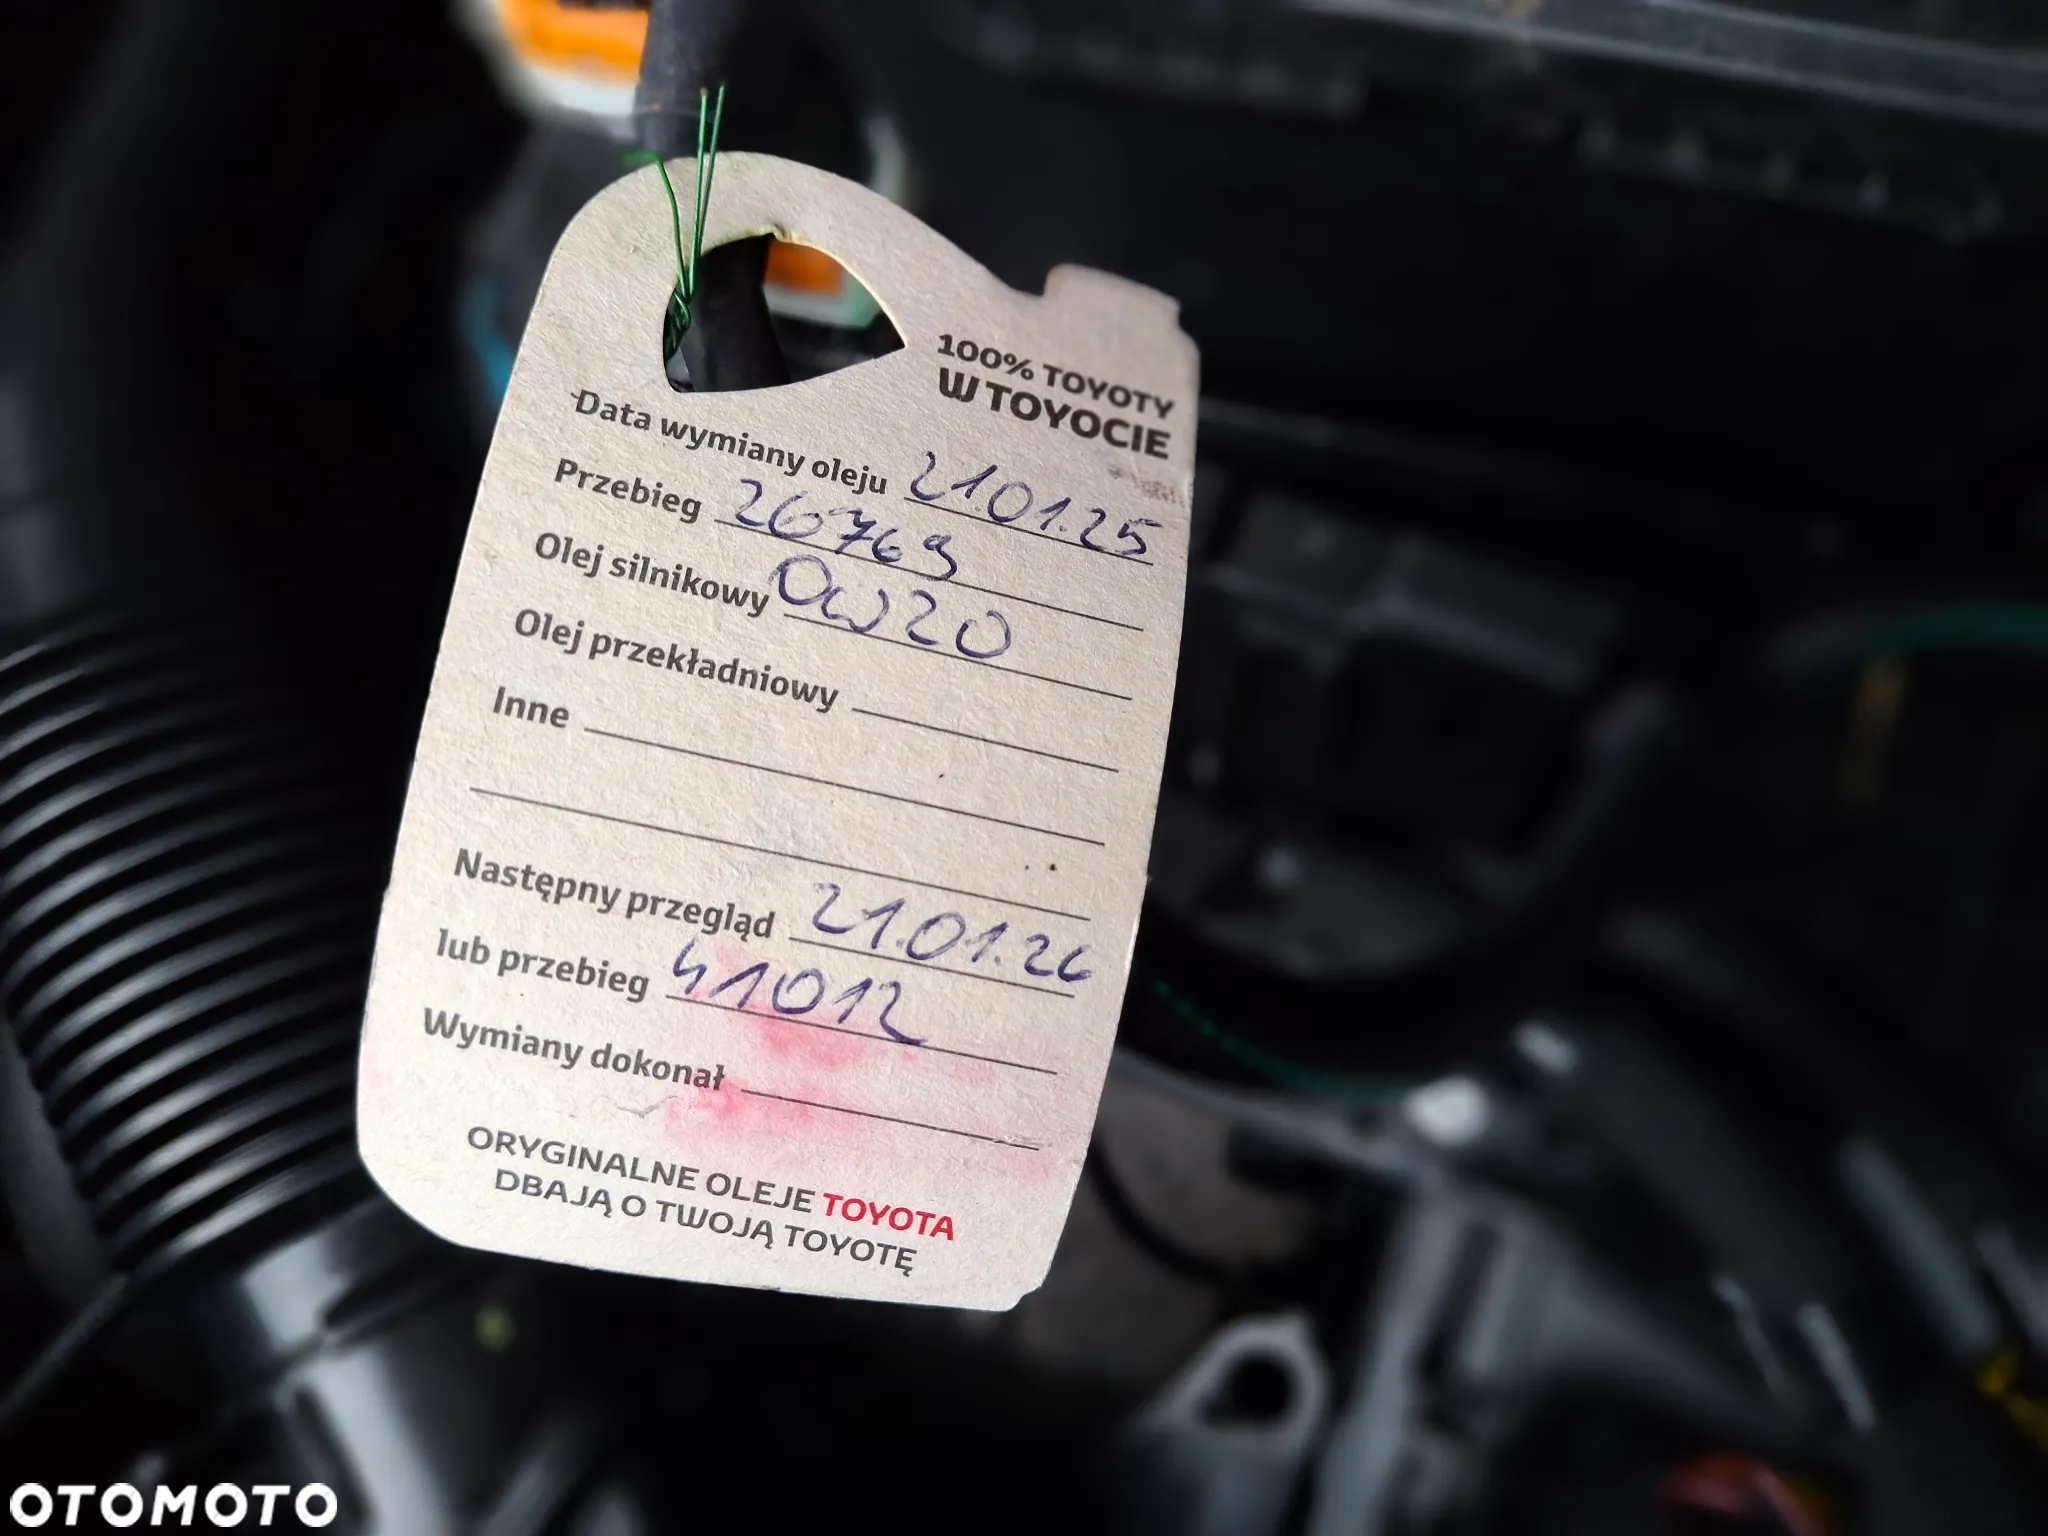 100% TOYOTY
W TOYOCIE
Data wymiany oleju 21.01.25
Przebieg 26769
Olej silnikowy 0W20
Olej przekładniowy
Inne
Następny przegląd 21.01.26
lub przebieg 41012
Wymiany dokonał
ORYGINALNE OLEJE TOYOTA
DBAJĄ O TWOJĄ TOYOTĘ
OTOMOTO